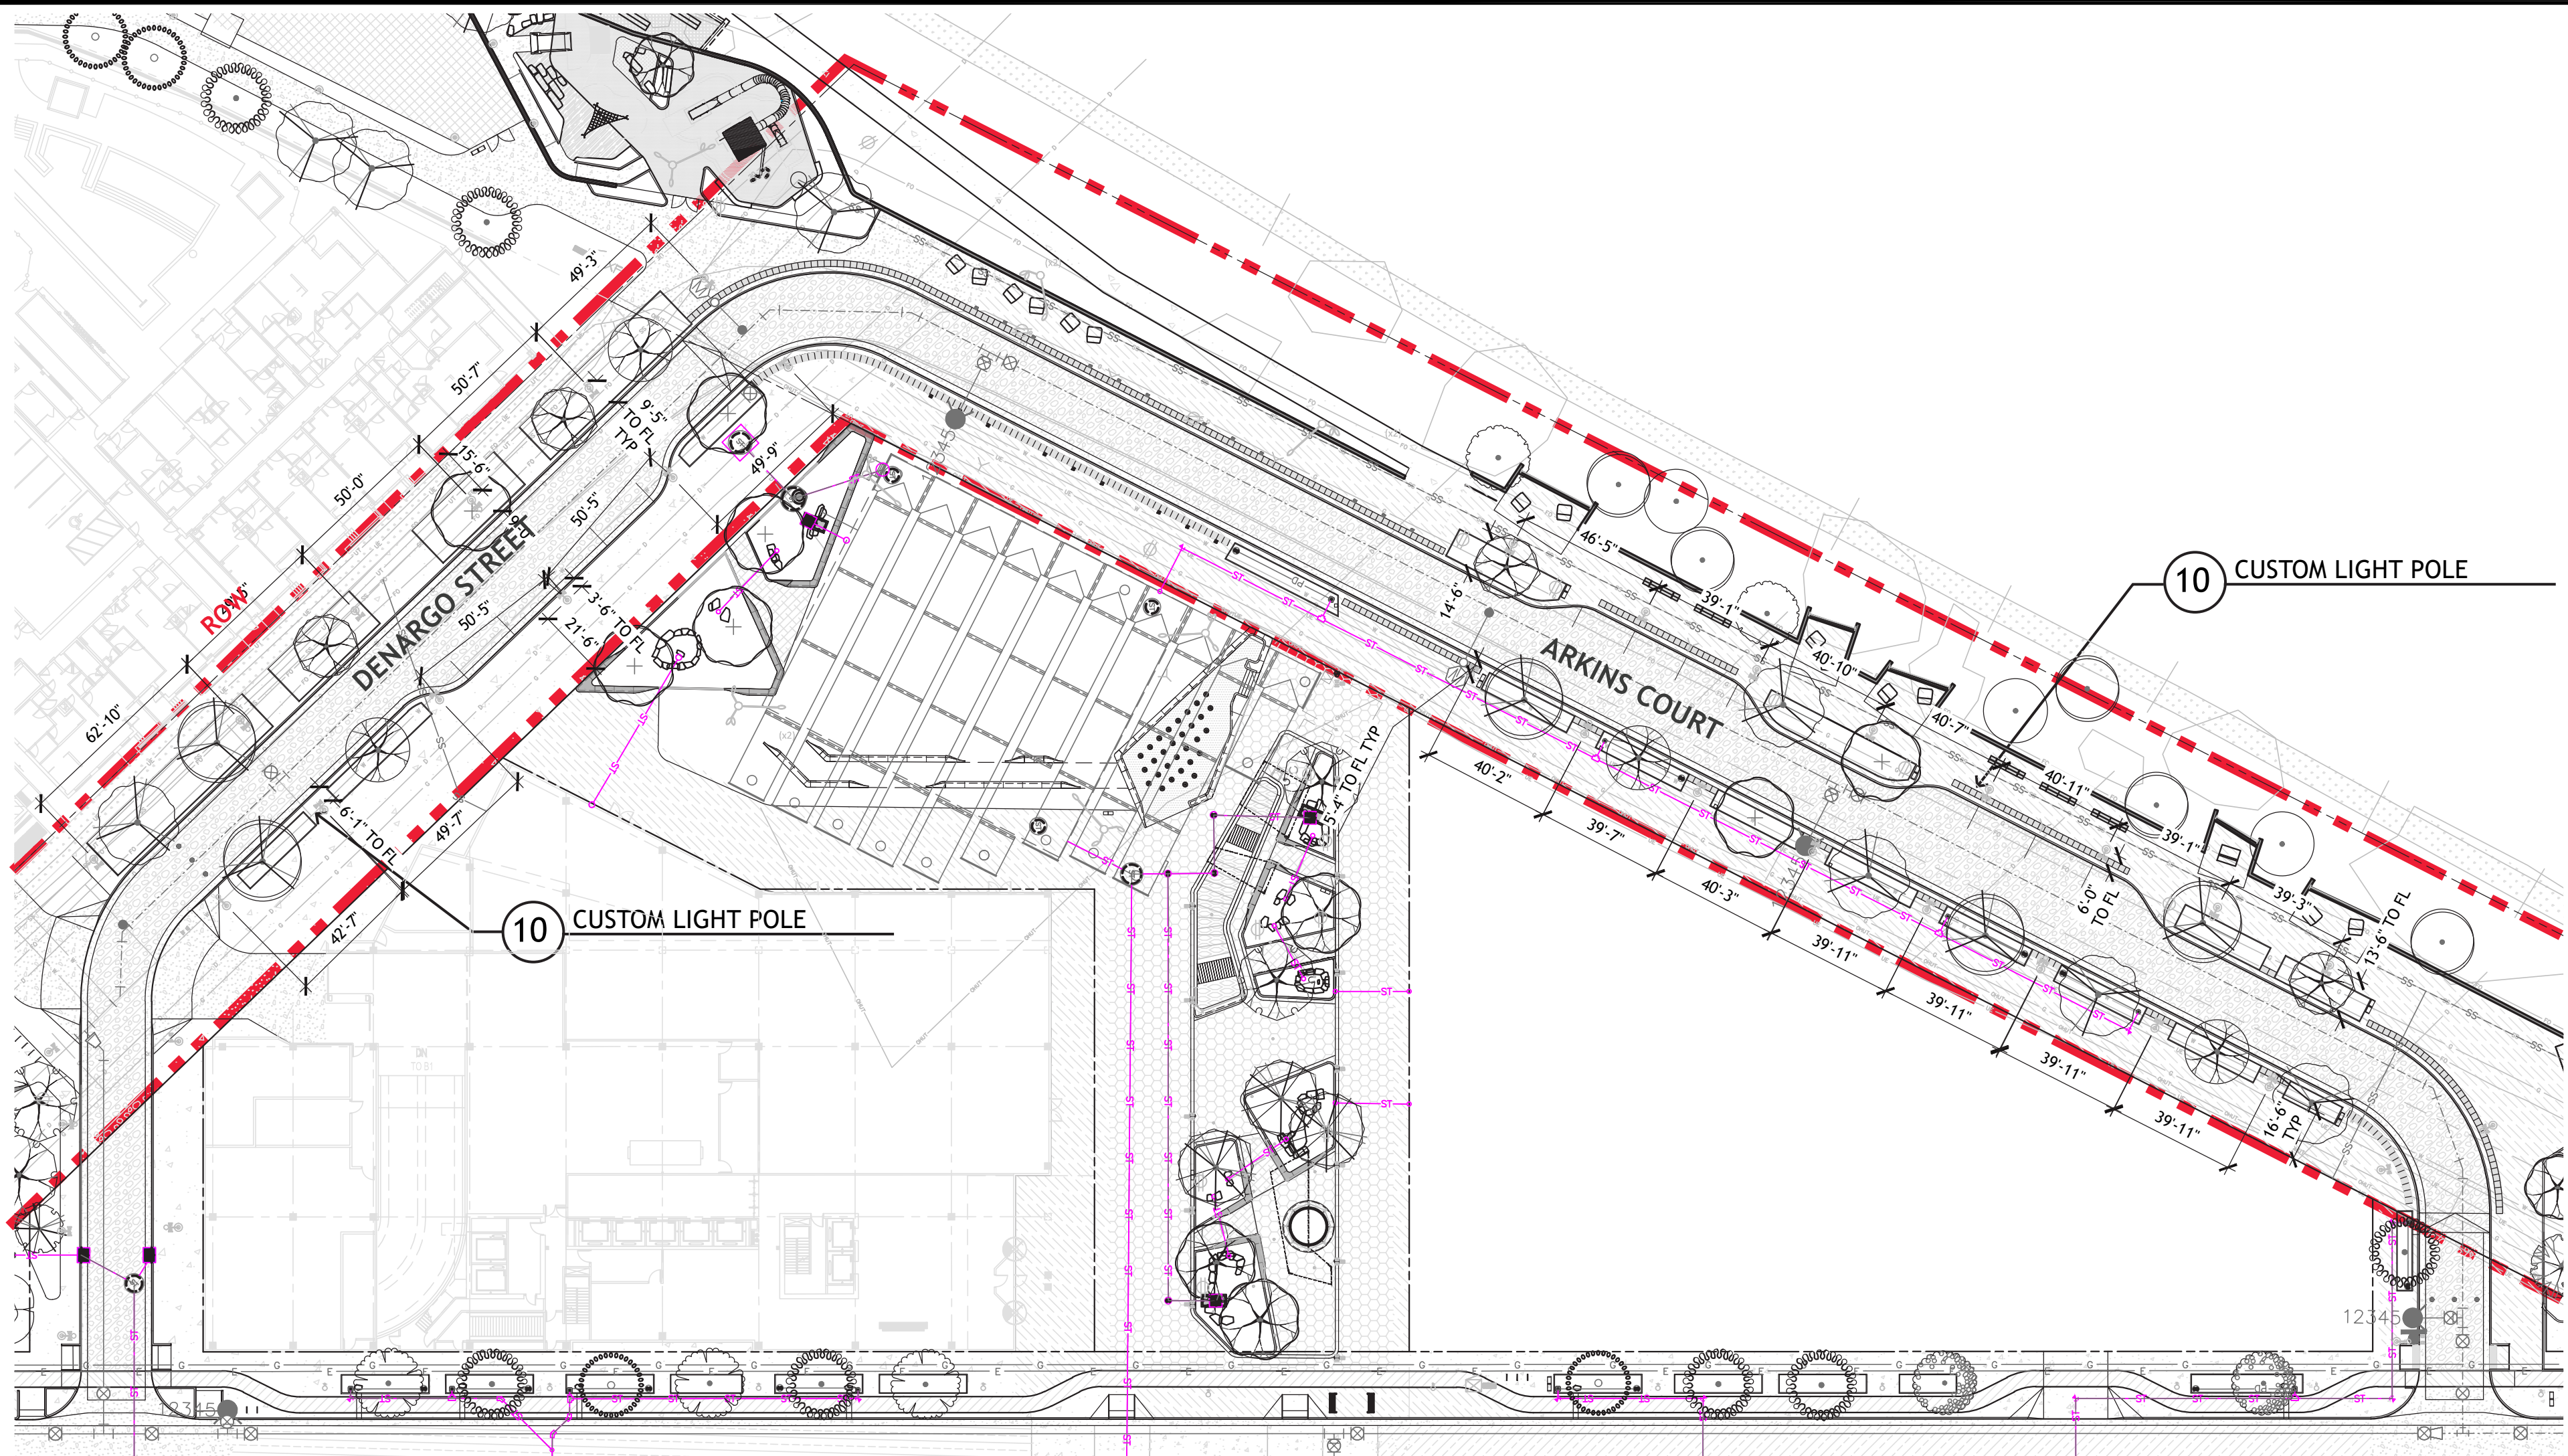 49'-3"
50'-7"
9'-5"
TO FL
TYP
49'-9"
15'-6"
50'-0"
50'-5"
ROW
DENARGO STREET
50'-5"
3'-6" TO FL
21'-6"
62'-10"
6'-1" TO FL
49'-7"
42'-7"
10 CUSTOM LIGHT POLE
46'-5"
14'-6"
39'-1"
ARKINS COURT
40'-10"
40'-7"
40'-11"
10 CUSTOM LIGHT POLE
5'-4" TO FL TYP
40'-2"
39'-7"
40'-3"
39'-11"
39'-11"
39'-11"
39'-11"
39'-1"
39'-3"
6'-0"
TO FL
13'-6" TO FL
16'-6"
TYP
DN
TO B1
12345